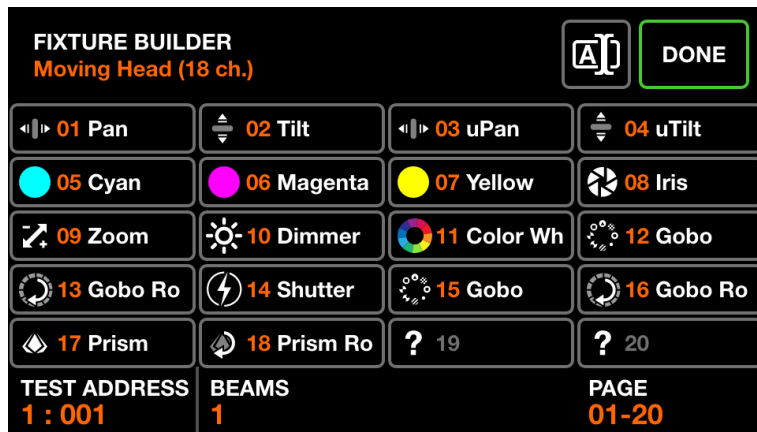 FIXTURE BUILDER
Moving Head (18 ch.)
A
DONE
01 Pan
02 Tilt
03 uPan
04 uTilt
05 Cyan
06 Magenta
07 Yellow
08 Iris
09 Zoom
10 Dimmer
11 Color Wh
12 Gobo
13 Gobo Ro
14 Shutter
15 Gobo
16 Gobo Ro
17 Prism
18 Prism Ro
? 19
? 20
TEST ADDRESS
1 : 001
BEAMS
1
PAGE
01-20